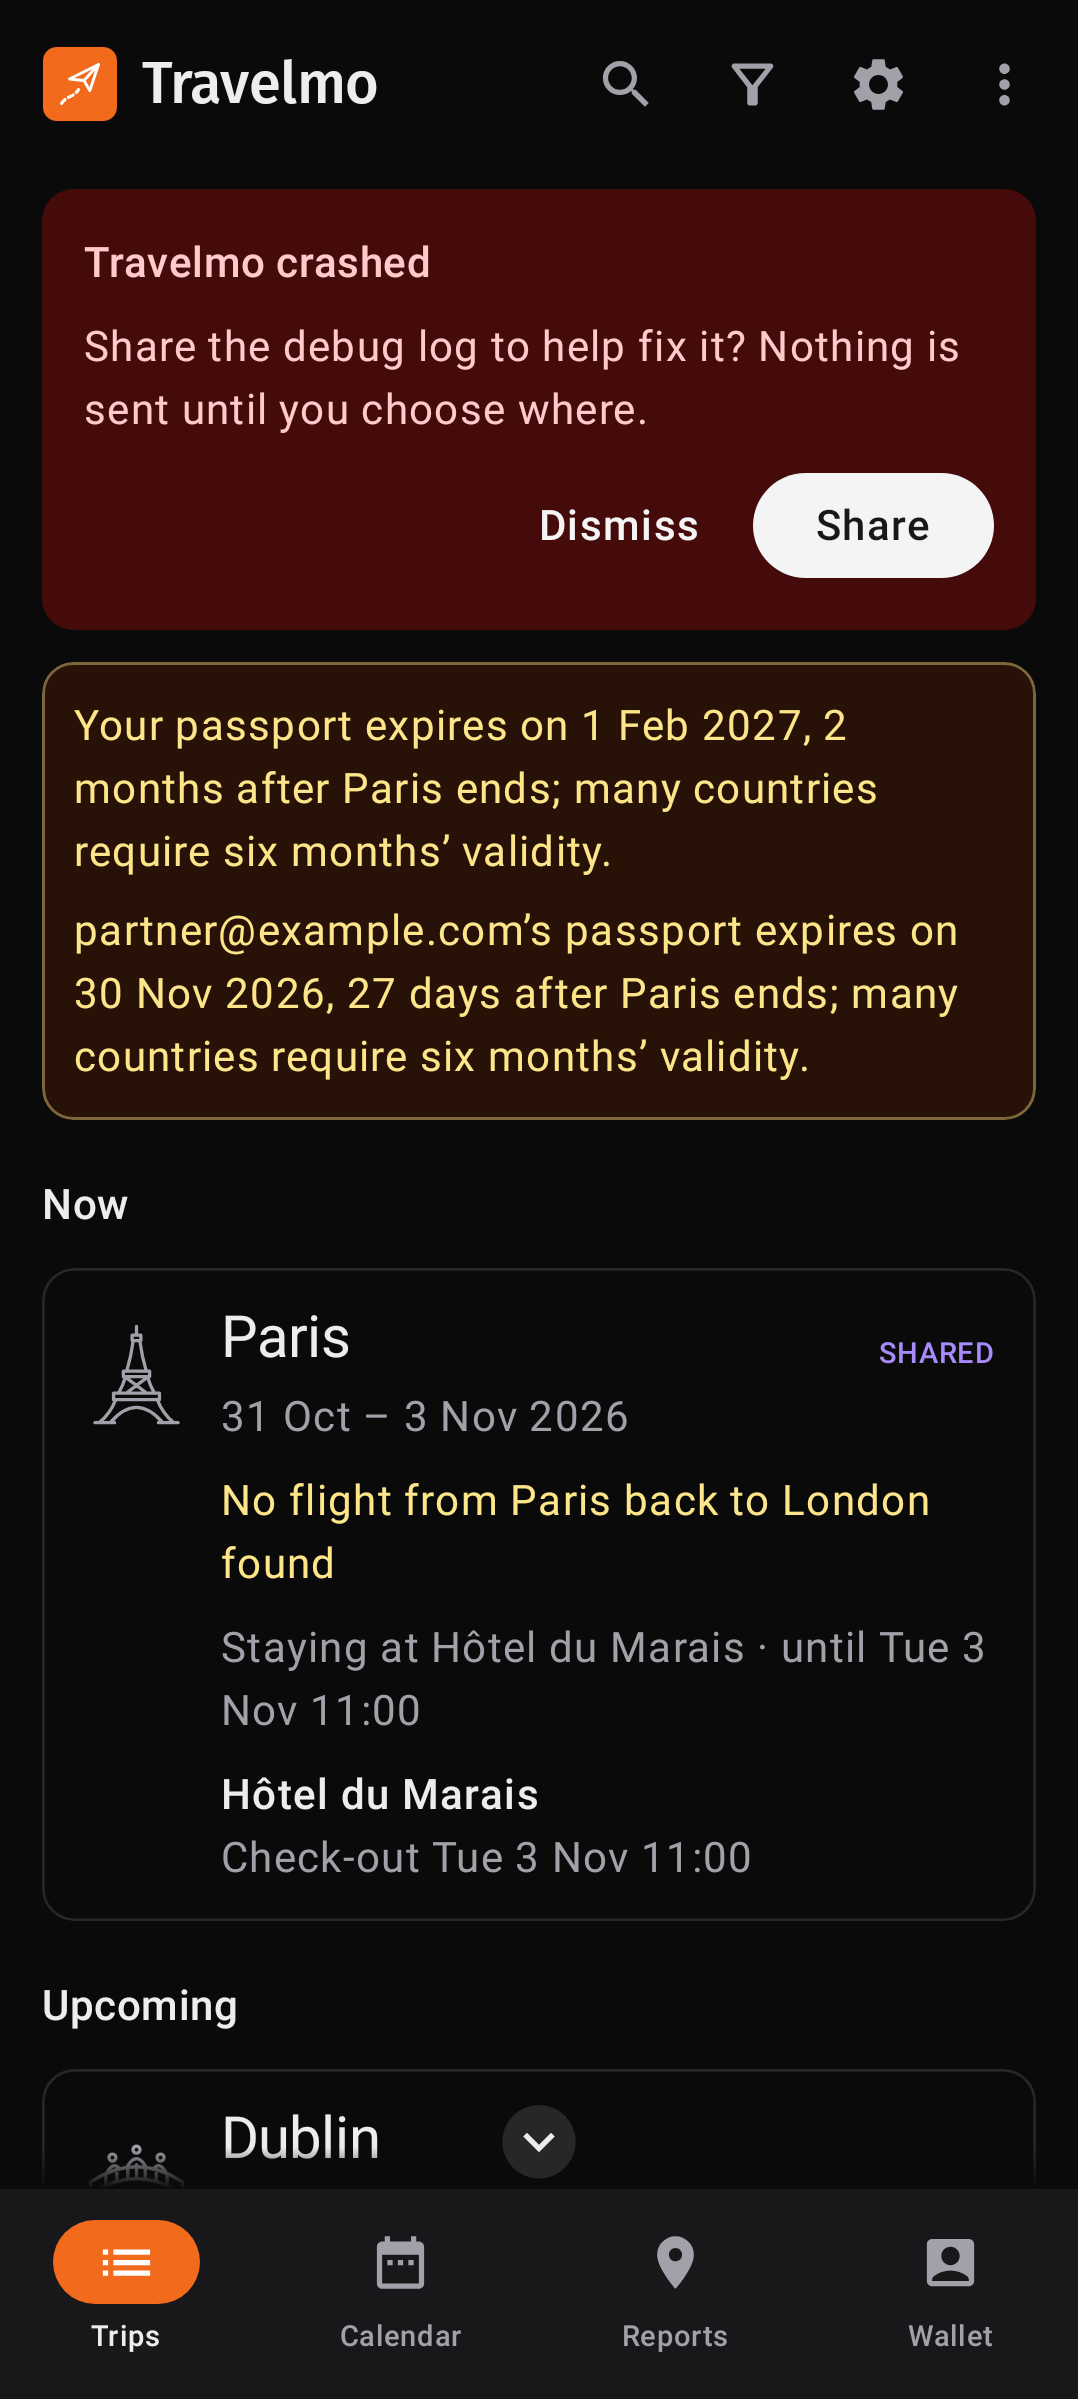 Travelmo
Travelmo crashed
Share the debug log to help fix it? Nothing is
sent until you choose where.
Dismiss
Share
Your passport expires on 1 Feb 2027, 2
months after Paris ends; many countries
require six months’ validity.
partner@example.com’s passport expires on
30 Nov 2026, 27 days after Paris ends; many
countries require six months’ validity.
Now
Paris
SHARED
31 Oct – 3 Nov 2026
No flight from Paris back to London
found
Staying at Hôtel du Marais · until Tue 3
Nov 11:00
Hôtel du Marais
Check-out Tue 3 Nov 11:00
Upcoming
Dublin
Trips
Calendar
Reports
Wallet